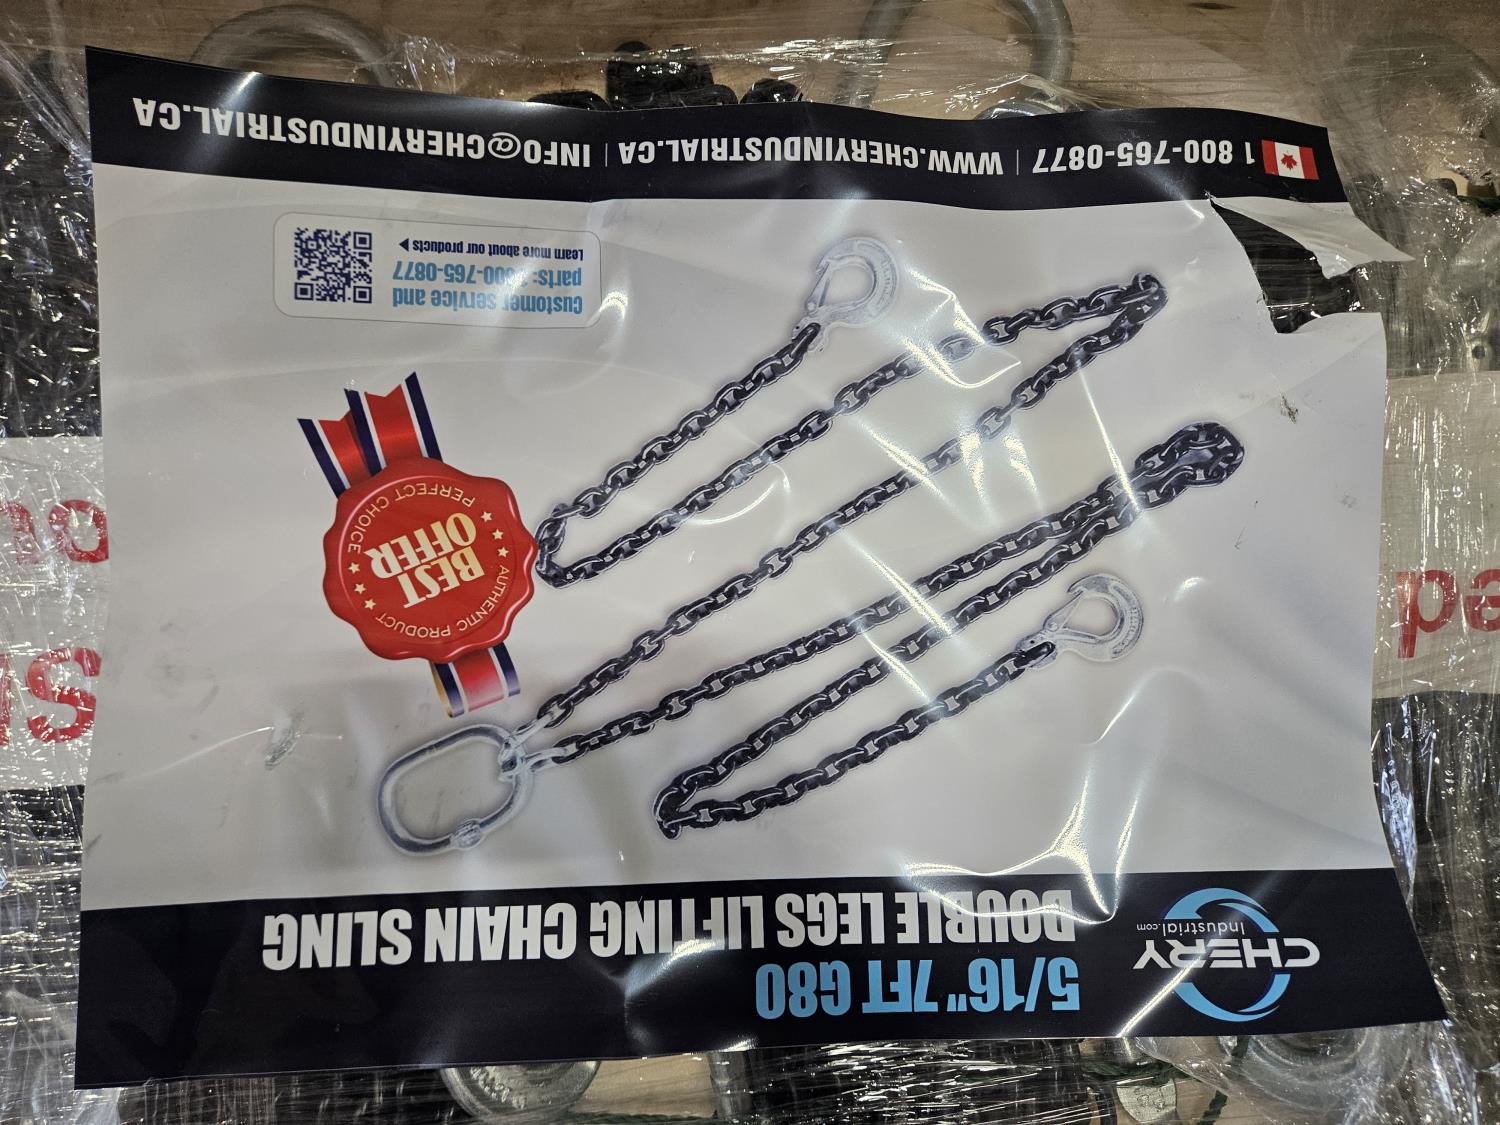 CHERY
Industrial.com
5/16" 7FT G80
DOUBLE LEGS LIFTING CHAIN SLING
AUTHENTIC PRODUCT
BEST
OFFER
PERFECT CHOICE
Customer service and
parts: 1 800-765-0877
Learn more about our products
1 800-765-0877 | WWW.CHERYINDUSTRIAL.CA | INFO@CHERYINDUSTRIAL.CA